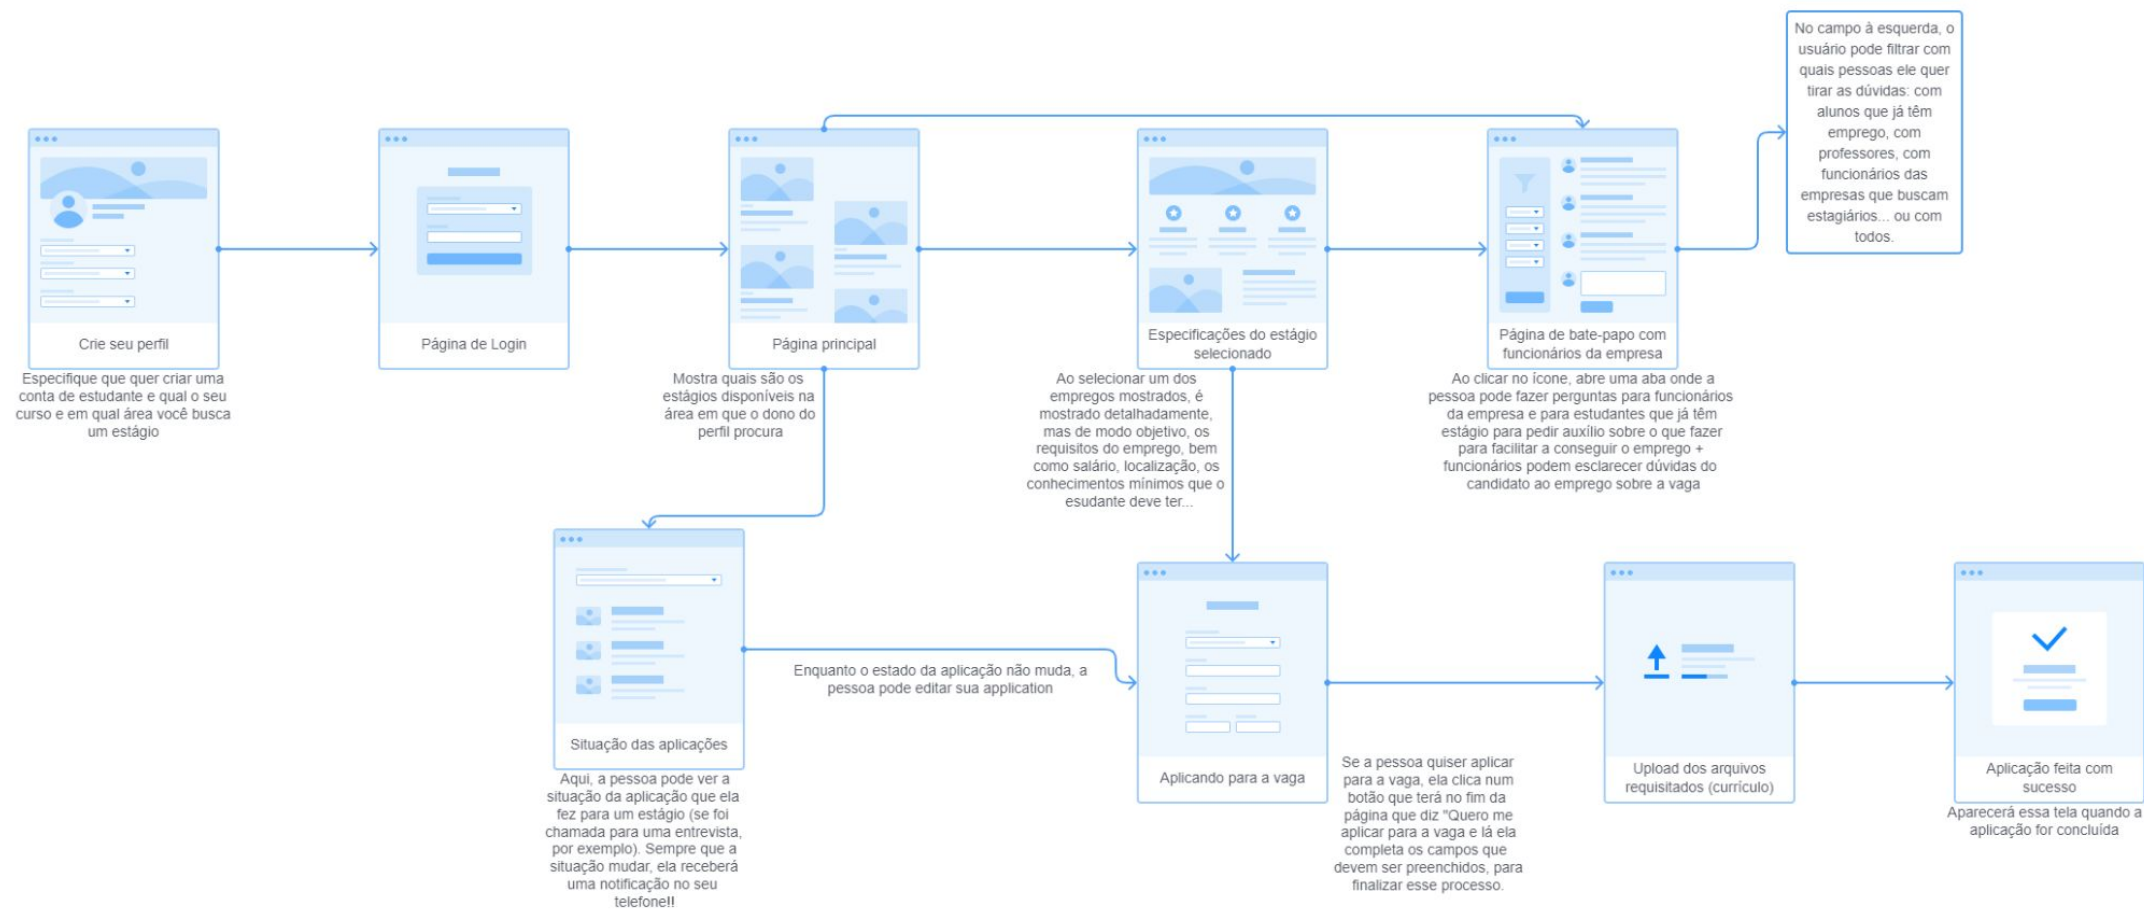 No campo à esquerda, o
usuário pode filtrar com
quais pessoas ele quer
tirar as dúvidas: com
alunos que já têm
emprego, com
professores, com
funcionários das
empresas que buscam
estagiários... ou com
todos.
Crie seu perfil
Especifique que quer criar uma
conta de estudante e qual o seu
curso e em qual área você busca
um estágio
Página de Login
Página principal
Mostra quais são os
estágios disponíveis na
área em que o dono do
perfil procura
Especificações do estágio
selecionado
Ao selecionar um dos
empregos mostrados, é
mostrado detalhadamente,
mas de modo objetivo, os
requisitos do emprego, bem
como salário, localização, os
conhecimentos mínimos que o
esudante deve ter...
Página de bate-papo com
funcionários da empresa
Ao clicar no ícone, abre uma aba onde a
pessoa pode fazer perguntas para funcionários
da empresa e para estudantes que já têm
estágio para pedir auxílio sobre o que fazer
para facilitar a conseguir o emprego +
funcionários podem esclarecer dúvidas do
candidato ao emprego sobre a vaga
Situação das aplicações
Aqui, a pessoa pode ver a
situação da aplicação que ela
fez para um estágio (se foi
chamada para uma entrevista,
por exemplo). Sempre que a
situação mudar, ela receberá
uma notificação no seu
telefone!!
Enquanto o estado da aplicação não muda, a
pessoa pode editar sua application
Aplicando para a vaga
Se a pessoa quiser aplicar
para a vaga, ela clica num
botão que terá no fim da
página que diz "Quero me
aplicar para a vaga e lá ela
completa os campos que
devem ser preenchidos, para
finalizar esse processo.
Upload dos arquivos
requisitados (currículo)
Aplicação feita com
sucesso
Aparecerá essa tela quando a
aplicação for concluída